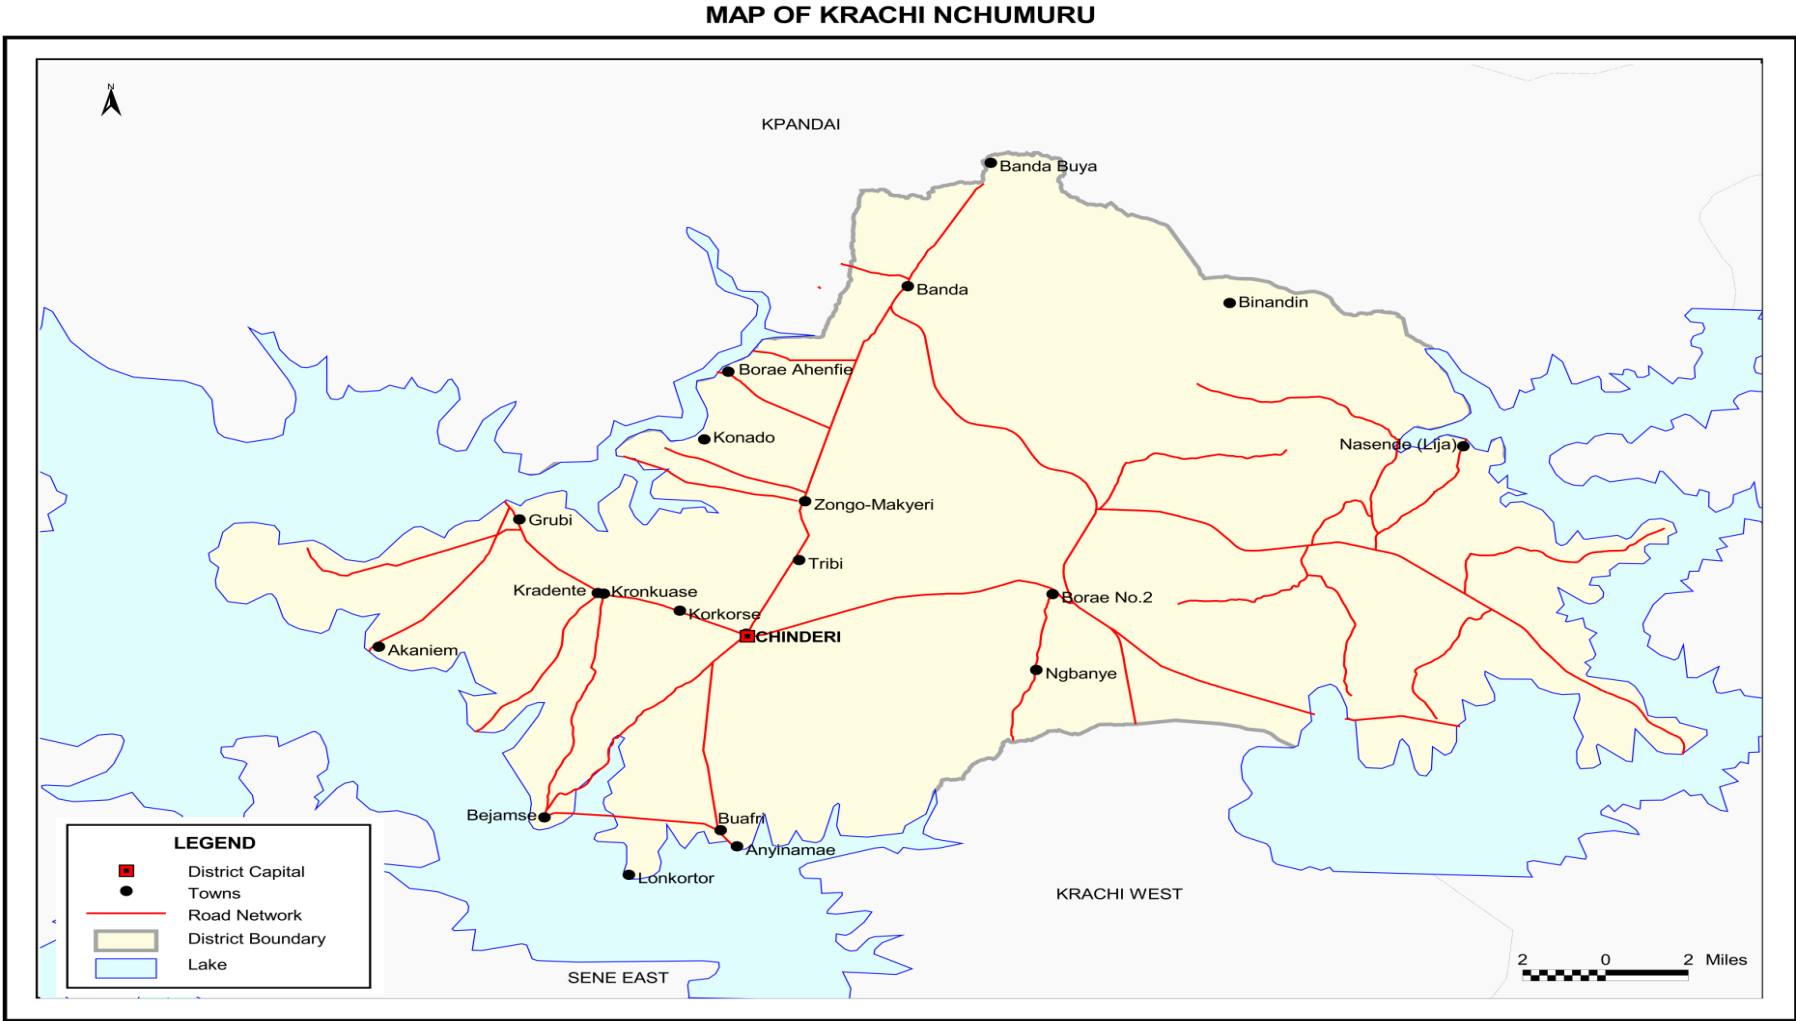 MAP OF KRACHI NCHUMURU
N
KPANDAI
Banda Buya
Banda
Binandin
Borae Ahenfie
Konado
Nasende (Lija)
Zongo-Makyeri
Grubi
Tribi
Kradente
Kronkuase
Borae No.2
Korkorse
CHINDERI
Akaniem
Ngbanye
Bejamse
Buafri
Anyinamae
Lonkortor
KRACHI WEST
SENE EAST
LEGEND
District Capital
Towns
Road Network
District Boundary
Lake
2 0 2 Miles